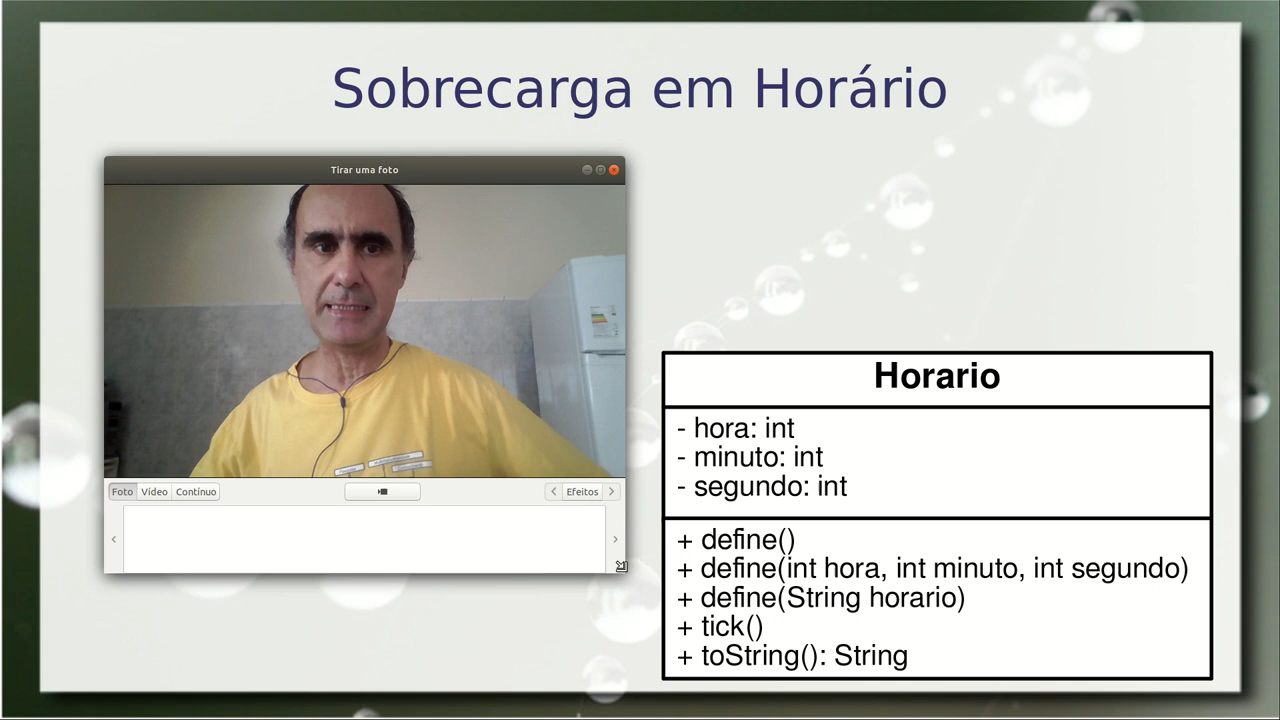 Sobrecarga em Horário
Tirar uma foto
Foto Vídeo Contínuo
Efeitos
Horario
- hora: int
- minuto: int
- segundo: int
+ define()
+ define(int hora, int minuto, int segundo)
+ define(String horario)
+ tick()
+ toString(): String